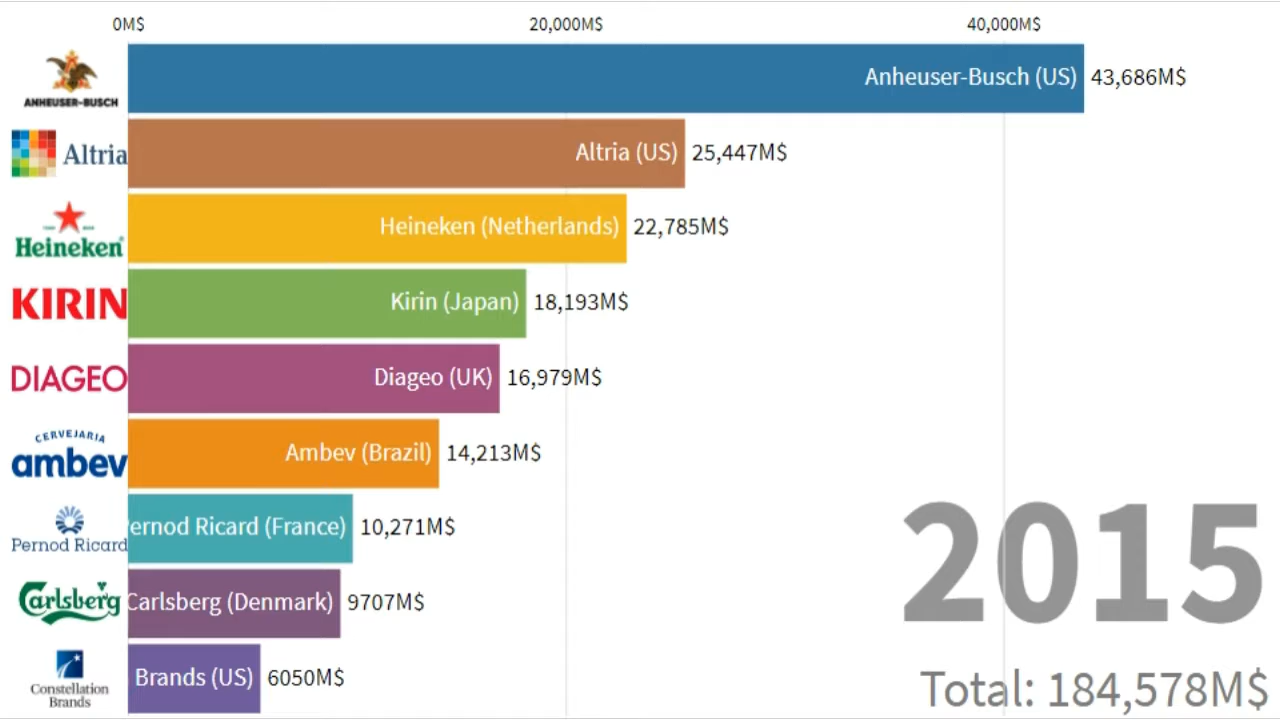 0M$ 20,000M$ 40,000M$
ANHEUSER-BUSCH Anheuser-Busch (US) 43,686M$
Altria Altria (US) 25,447M$
Heineken Heineken (Netherlands) 22,785M$
KIRIN Kirin (Japan) 18,193M$
DIAGEO Diageo (UK) 16,979M$
CERVEJARIA
ambev Ambev (Brazil) 14,213M$
Pernod Ricard ernod Ricard (France) 10,271M$
Carlsberg Carlsberg (Denmark) 9707M$
Constellation
Brands Brands (US) 6050M$
2015
Total: 184,578M$